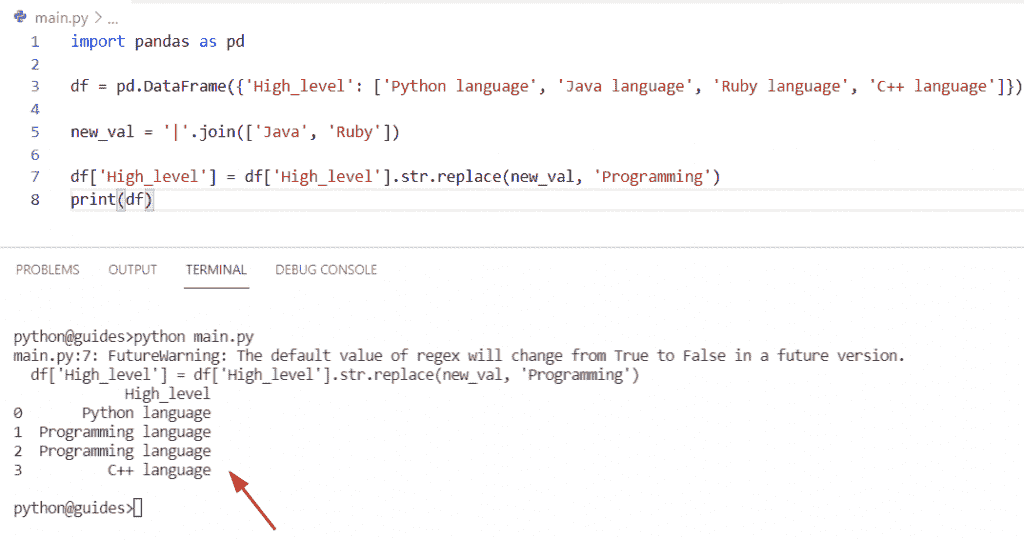 main.py > ...
1 import pandas as pd
2
3 df = pd.DataFrame({'High_level': ['Python language', 'Java language', 'Ruby language', 'C++ language']})
4
5 new_val = '|'.join(['Java', 'Ruby'])
6
7 df['High_level'] = df['High_level'].str.replace(new_val, 'Programming')
8 print(df)
PROBLEMS OUTPUT TERMINAL DEBUG CONSOLE
python@guides>python main.py
main.py:7: FutureWarning: The default value of regex will change from True to False in a future version.
  df['High_level'] = df['High_level'].str.replace(new_val, 'Programming')
             High_level
0       Python language
1  Programming language
2  Programming language
3          C++ language
python@guides>